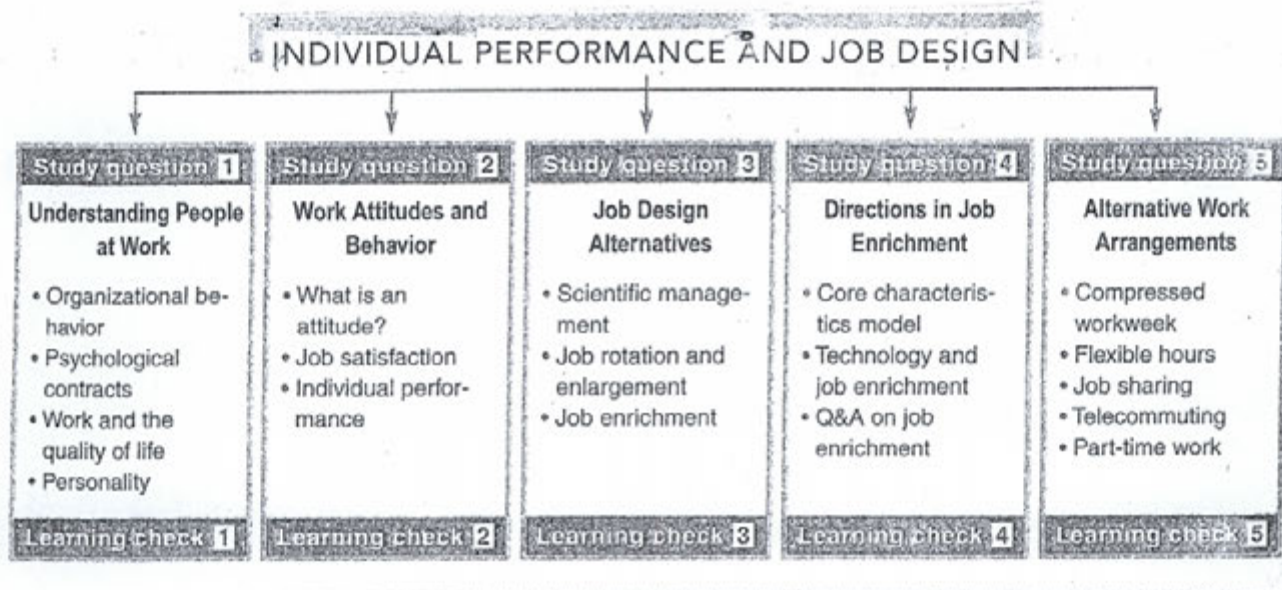 INDIVIDUAL PERFORMANCE AND JOB DESIGN
Study question 1
Understanding People
at Work
• Organizational be-
havior
• Psychological
contracts
• Work and the
quality of life
• Personality
Learning check 1
Study question 2
Work Attitudes and
Behavior
• What is an
attitude?
• Job satisfaction
• Individual perfor-
mance
Learning check 2
Study question 3
Job Design
Alternatives
• Scientific manage-
ment
• Job rotation and
enlargement
• Job enrichment
Learning check 3
Study question 4
Directions in Job
Enrichment
• Core characteris-
tics model
• Technology and
job enrichment
• Q&A on job
enrichment
Learning check 4
Study question 5
Alternative Work
Arrangements
• Compressed
workweek
• Flexible hours
• Job sharing
• Telecommuting
• Part-time work
Learning check 5